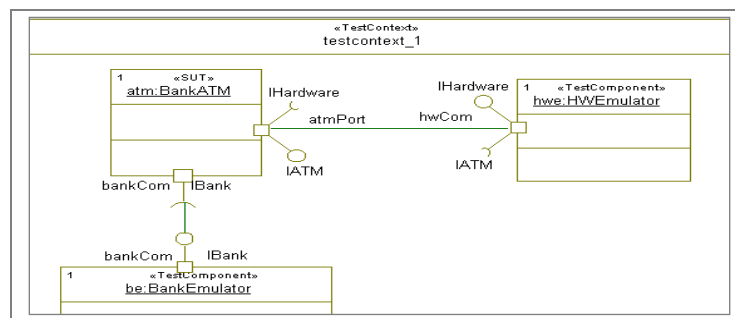 «TestContext»
testcontext_1
1 «SUT»
atm:BankATM
IHardware
atmPort
IATM
IHardware
hwCom
IATM
1 «TestComponent»
hwe:HWEmulator
bankCom IBank
bankCom IBank
1 «TestComponent»
be:BankEmulator